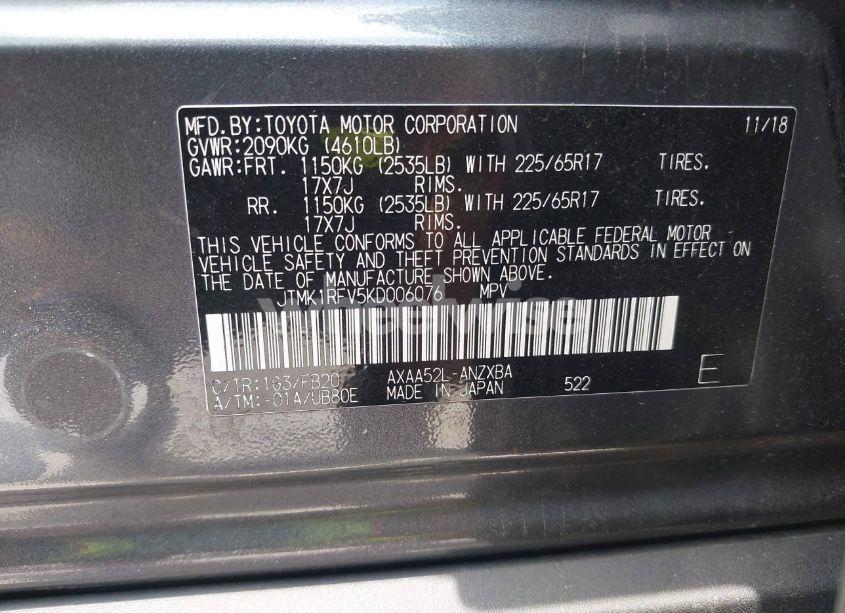 MFD.BY:TOYOTA MOTOR CORPORATION 11/18
GVWR:2090KG (4610LB)
GAWR:FRT. 1150KG (2535LB) WITH 225/65R17 TIRES.
17X7J RIMS.
RR. 1150KG (2535LB) WITH 225/65R17 TIRES.
17X7J RIMS.
THIS VEHICLE CONFORMS TO ALL APPLICABLE FEDERAL MOTOR
VEHICLE SAFETY AND THEFT PREVENTION STANDARDS IN EFFECT ON
THE DATE OF MANUFACTURE SHOWN ABOVE.
JTMK1RFV5KD006076 MPV
wheelwise
C/TR:1G3/FB20 AXAA52L-ANZXBA
A/TM:-01A/UB80E MADE IN JAPAN 522 E